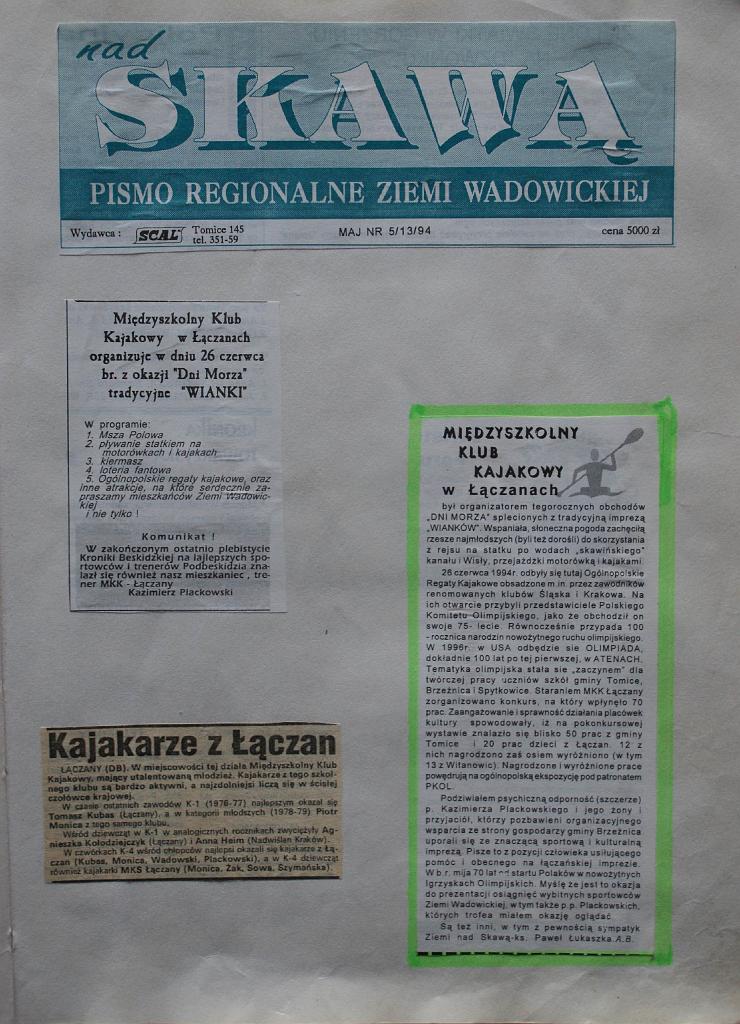 nad
SKAWĄ
PISMO REGIONALNE ZIEMI WADOWICKIEJ
Wydawca : SCAL Tomice 145
tel. 351-59
MAJ NR 5/13/94
cena 5000 zł
Międzyszkolny Klub
Kajakowy w Łączanach
organizuje w dniu 26 czerwca
br. z okazji "Dni Morza"
tradycyjne "WIANKI"
W programie:
1. Msza Polowa
2. pływanie statkiem na
motorówkach i kajakach
3. kiermasz
4. loteria fantowa
5. Ogólnopolskie regaty kajakowe, oraz
inne atrakcje, na które serdecznie za-
praszamy mieszkańców Ziemi Wadowic-
kiej
i nie tylko !
Komunikat !
W zakończonym ostatnio plebistycie
Kroniki Beskidzkiej na lajlepszych spo-
rtowców i trenerów Podbeskidzia znala-
azł się również nasz mieszkaniec , tre-
ner MKK - Łączany
Kazimierz Plackowski
Kajakarze z Łączan
ŁĄCZANY (DB). W miejscowości tej działa Międzyszkolny Klub
Kajakowy, mający utalentowaną młodzież. Kajakarze z tego szkol-
nego klubu są bardzo aktywni, a najzdolniejsi liczą się w ścisłej
czołówce krajowej.
W czasie ostatnich zawodów K-1 (1976-77) najlepszym okazał się
Tomasz Kubas (Łączany), a w kategorii młodszych (1978-79) Piotr
Monica z tego samego klubu.
Wśród dziewcząt w K-1 w analogicznych rocznikach zwyciężyły Ag-
nieszka Kołodziejczyk (Łączany) i Anna Heim (Nadwiślan Kraków).
W czwórkach K-4 wśród chłopców najlepsi okazali się kajakarze z Łą-
czan (Kubas, Monica, Wadowski, Plackowski), a w K-4 dziewcząt
również kajakarki MKS Łączany (Monica, Żak, Sowa, Szymańska).
MIĘDZYSZKOLNY
KLUB
KAJAKOWY
w Łączanach
był organizatorem tegorocznych obchodów
„DNI MORZA" splecionych z tradycyjną imprezą
„WIANKÓW". Wspaniała, słoneczna pogoda zachęciła
rzesze najmłodszych (byli też dorośli) do skorzystania
z rejsu na statku po wodach „skawińskiego"
kanału i Wisły, przejażdżki motorówką i kajakami.
26 czerwca 1994r. odbyły się tutaj Ogólnopolskie
Regaty Kajakowe obsadzone m.in. przez zawodników
renomowanych klubów Śląska i Krakowa. Na
ich otwarcie przybyli przedstawiciele Polskiego
Komitetu Olimpijskiego, jako że obchodził on
swoje 75- lecie. Równocześnie przypada 100
- rocznica narodzin nowożytnego ruchu olimpijskiego.
W 1996r. w USA odbędzie sie OLIMPIADA,
dokładnie 100 lat po tej pierwszej, w ATENACH.
Tematyka olimpijska stała sie „zaczynem" dla
twórczej pracy uczniów szkół gminy Tomice,
Brzeźnica i Spytkowice. Staraniem MKK Łączany
zorganizowano konkurs, na który wpłynęło 70
prac. Zaangażowanie i sprawność działania placówek
kultury spowodowały, iż na pokonkursowej
wystawie znalazło się blisko 50 prac z gminy
Tomice i 20 prac dzieci z Łączan. 12 z
nich nagrodzono zaś osiem wyróżniono (w tym
13 z Witanowic). Nagrodzone i wyróżnione prace
powędrują na ogólnopolską ekspozycję pod patronatem
PKOL.
Podziwiałem psychiczną odporność (szczerze)
p. Kazimierza Plackowskiego i jego żony i
przyjaciół, którzy pozbawieni organizacyjnego
wsparcia ze strony gospodarzy gminy Brzeźnica
uporali się ze znaczącą sportową i kulturalną
imprezą. Pisze to z pozycji człowieka usiłującego
pomóc i obecnego na łączańskiej imprezie.
W b.r. mija 70 lat od startu Polaków w nowożytnych
Igrzyskach Olimpijskich. Myślę że jest to okazja
do prezentacji osiągnięć wybitnych sportowców
Ziemi Wadowickiej, w tym także p.p. Plackowskich,
których trofea miałem okazję oglądać.
Są też inni, w tym z pewnością sympatyk
Ziemi nad Skawą-ks. Paweł Łukaszka. A.B.